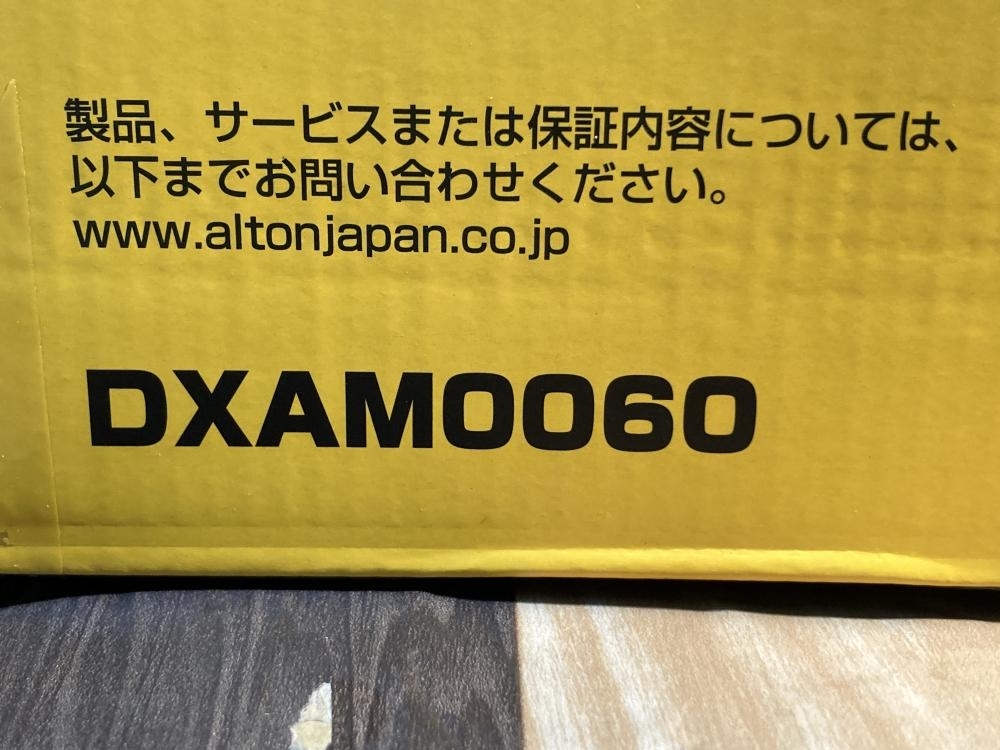 製品、サービスまたは保証内容については、
以下までお問い合わせください。
www.altonjapan.co.jp
DXAM0060